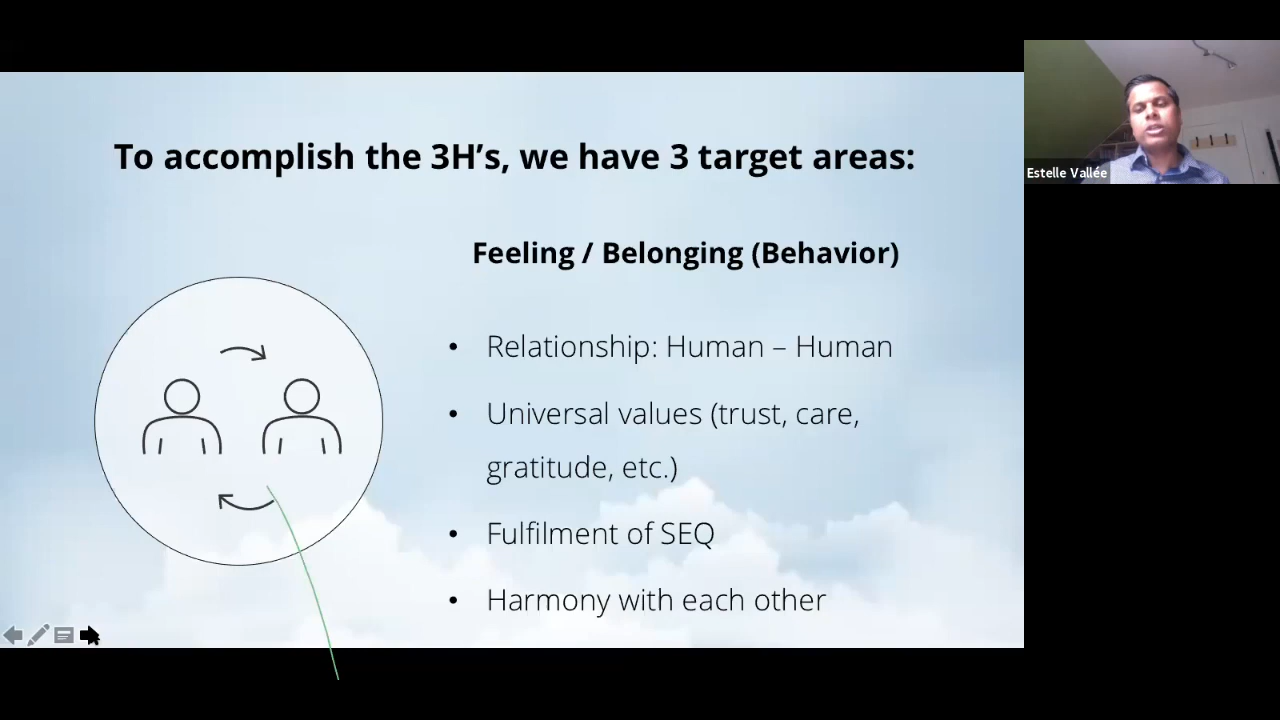 To accomplish the 3H’s, we have 3 target areas:
Feeling / Belonging (Behavior)
• Relationship: Human – Human
• Universal values (trust, care,
gratitude, etc.)
• Fulfilment of SEQ
• Harmony with each other
Estelle Vallée